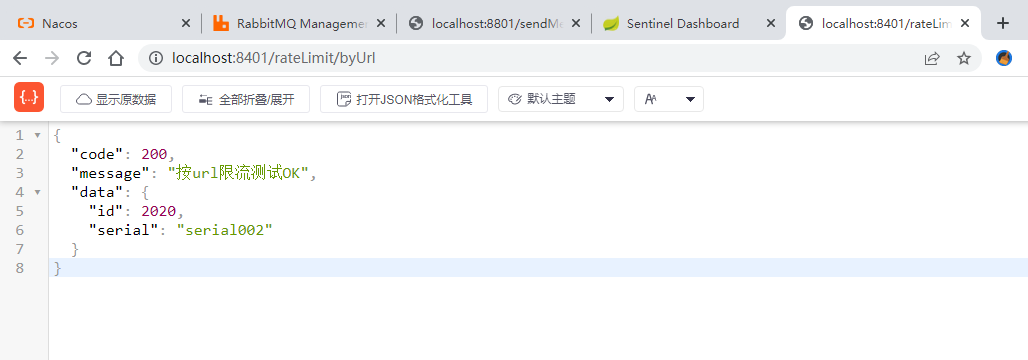 Nacos
RabbitMQ Managemen
localhost:8801/sendMe
Sentinel Dashboard
localhost:8401/rateLim
localhost:8401/rateLimit/byUrl
{..} 显示原数据 全部折叠/展开 打开JSON格式化工具 默认主题
1 {
2 "code": 200,
3 "message": "按url限流测试OK",
4 "data": {
5 "id": 2020,
6 "serial": "serial002"
7 }
8 }